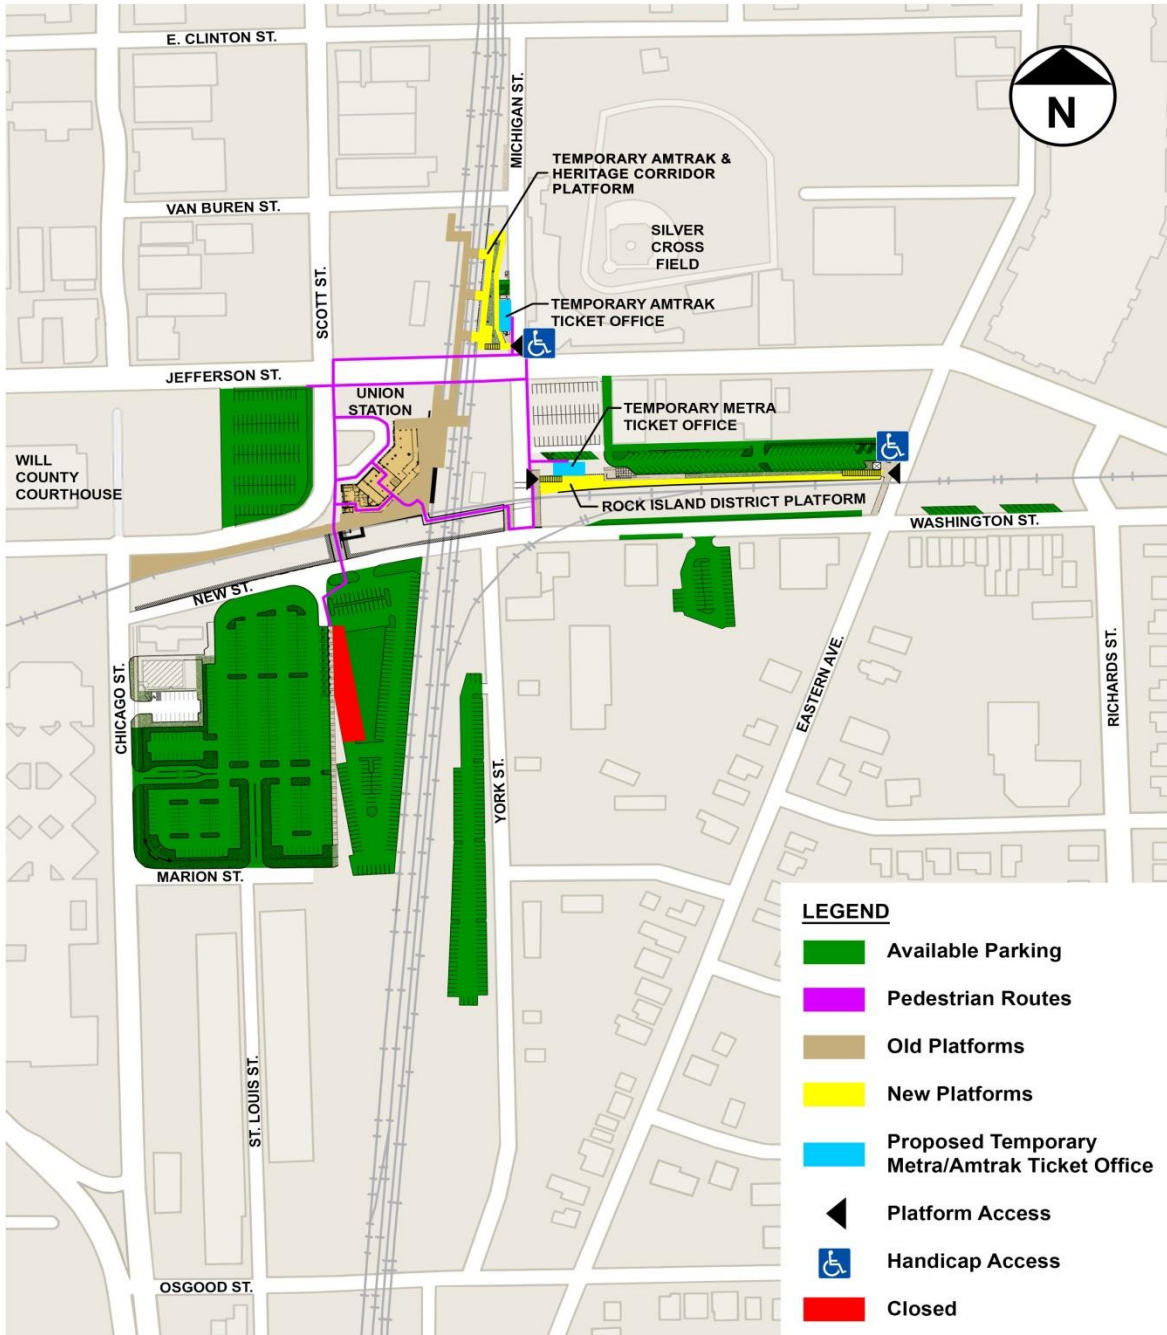 E. CLINTON ST.
MICHIGAN ST.
N
TEMPORARY AMTRAK &
HERITAGE CORRIDOR
PLATFORM
VAN BUREN ST.
SILVER
CROSS
FIELD
SCOTT ST.
TEMPORARY AMTRAK
TICKET OFFICE
JEFFERSON ST.
UNION
STATION
TEMPORARY METRA
TICKET OFFICE
WILL
COUNTY
COURTHOUSE
ROCK ISLAND DISTRICT PLATFORM
WASHINGTON ST.
NEW ST.
CHICAGO ST.
EASTERN AVE.
RICHARDS ST.
YORK ST.
MARION ST.
ST. LOUIS ST.
OSGOOD ST.
LEGEND
Available Parking
Pedestrian Routes
Old Platforms
New Platforms
Proposed Temporary
Metra/Amtrak Ticket Office
Platform Access
Handicap Access
Closed